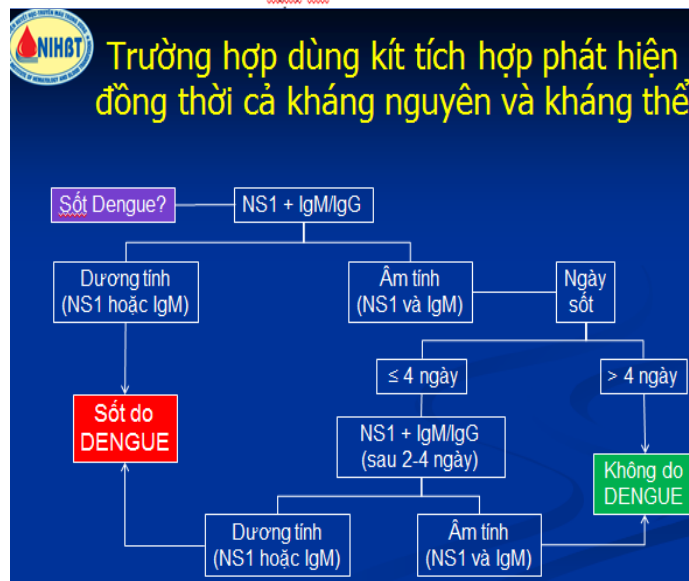 NIHBT
Trường hợp dùng kít tích hợp phát hiện
đồng thời cả kháng nguyên và kháng thể
Sốt Dengue?
NS1 + IgM/IgG
Dương tính
(NS1 hoặc IgM)
Âm tính
(NS1 và IgM)
Ngày
sốt
≤ 4 ngày
> 4 ngày
Sốt do
DENGUE
NS1 + IgM/IgG
(sau 2-4 ngày)
Không do
DENGUE
Dương tính
(NS1 hoặc IgM)
Âm tính
(NS1 và IgM)